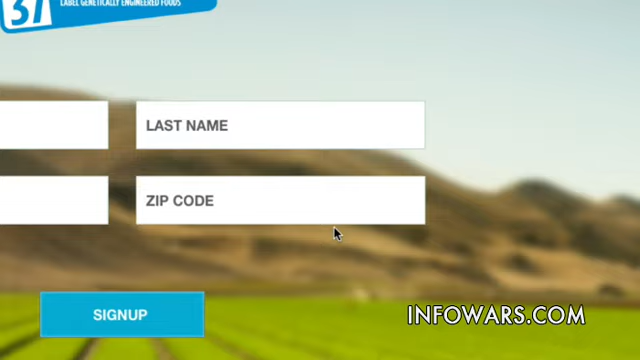 37
LABEL GENETICALLY ENGINEERED FOODS
LAST NAME
ZIP CODE
SIGNUP
INFOWARS.COM